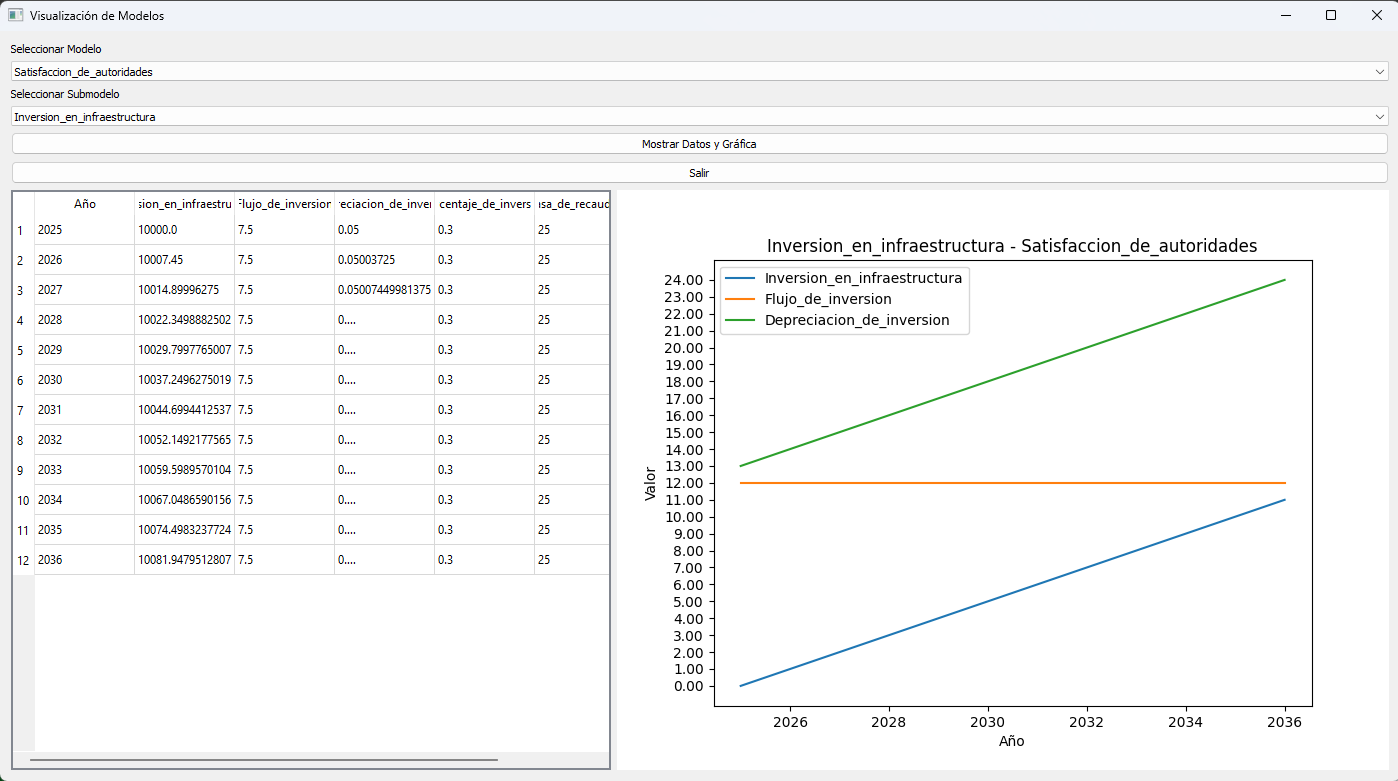 Visualización de Modelos
Seleccionar Modelo
Satisfaccion_de_autoridades
Seleccionar Submodelo
Inversion_en_infraestructura
Mostrar Datos y Gráfica
Salir
Año sion_en_infraestru Flujo_de_inversion reciacion_de_inver centaje_de_invers usa_de_recaud
1 2025 10000.0 7.5 0.05 0.3 25
2 2026 10007.45 7.5 0.05003725 0.3 25
3 2027 10014.89996275 7.5 0.05007449981375 0.3 25
4 2028 10022.3498882502 7.5 0.... 0.3 25
5 2029 10029.7997765007 7.5 0.... 0.3 25
6 2030 10037.2496275019 7.5 0.... 0.3 25
7 2031 10044.6994412537 7.5 0.... 0.3 25
8 2032 10052.1492177565 7.5 0.... 0.3 25
9 2033 10059.5989570104 7.5 0.... 0.3 25
10 2034 10067.0486590156 7.5 0.... 0.3 25
11 2035 10074.4983237724 7.5 0.... 0.3 25
12 2036 10081.9479512807 7.5 0.... 0.3 25
Inversion_en_infraestructura - Satisfaccion_de_autoridades
Inversion_en_infraestructura
Flujo_de_inversion
Depreciacion_de_inversion
24.00
23.00
22.00
21.00
20.00
19.00
18.00
17.00
16.00
15.00
14.00
13.00
12.00
11.00
10.00
9.00
8.00
7.00
6.00
5.00
4.00
3.00
2.00
1.00
0.00
Valor
2026 2028 2030 2032 2034 2036
Año